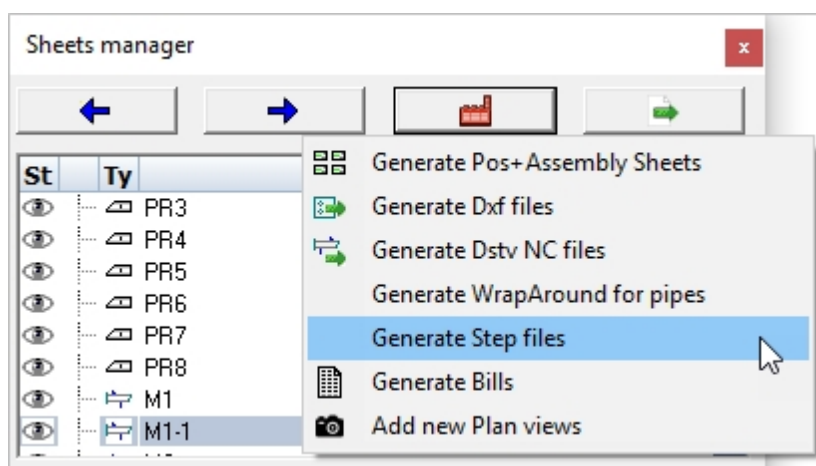 Sheets manager
x
St Ty
PR3
PR4
PR5
PR6
PR7
PR8
M1
M1-1
Generate Pos+Assembly Sheets
Generate Dxf files
Generate Dstv NC files
Generate WrapAround for pipes
Generate Step files
Generate Bills
Add new Plan views